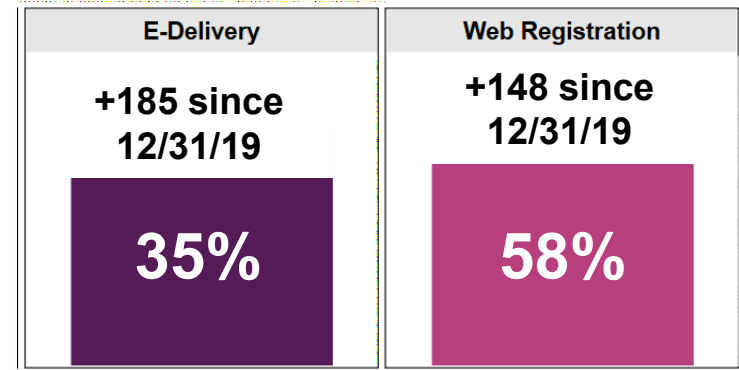 E-Delivery
+185 since
12/31/19
35%
Web Registration
+148 since
12/31/19
58%